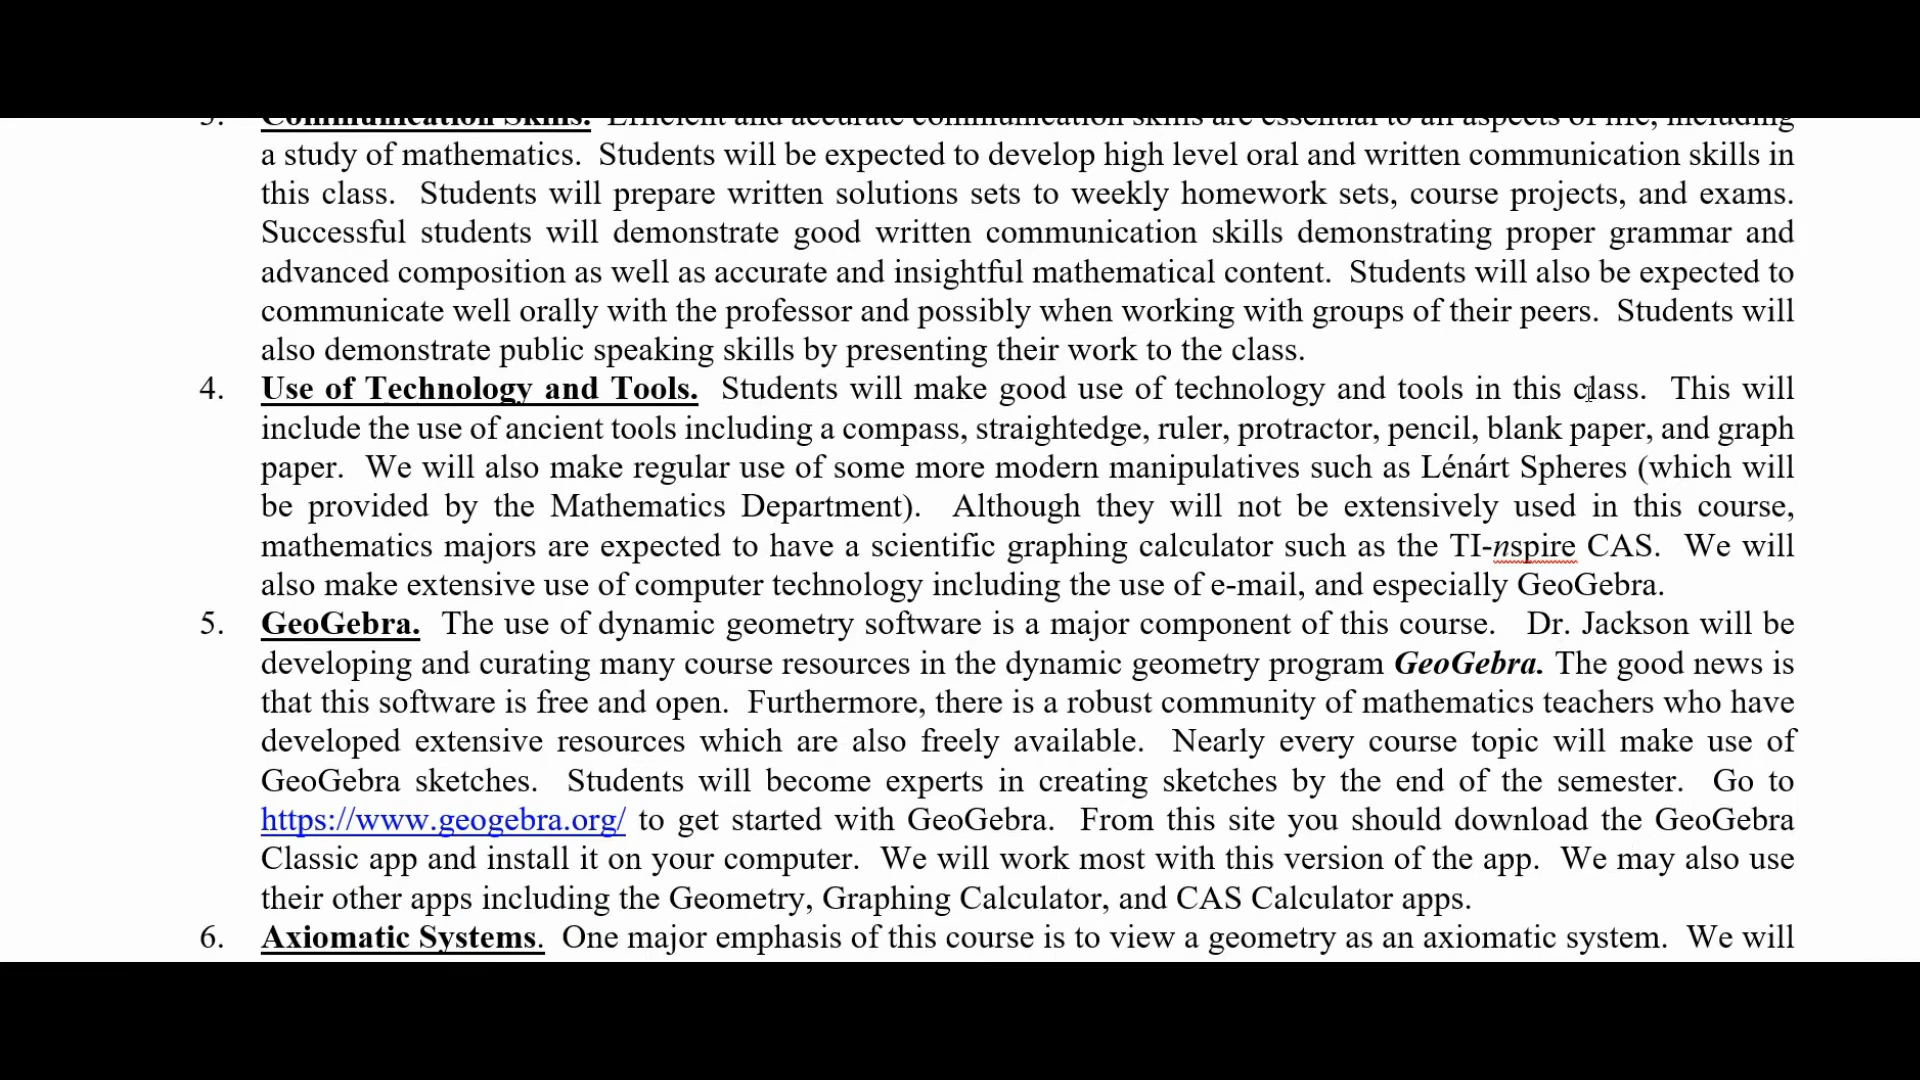 3. Communication Skills. Efficient and accurate communication skills are essential to all aspects of life, including
a study of mathematics. Students will be expected to develop high level oral and written communication skills in
this class. Students will prepare written solutions sets to weekly homework sets, course projects, and exams.
Successful students will demonstrate good written communication skills demonstrating proper grammar and
advanced composition as well as accurate and insightful mathematical content. Students will also be expected to
communicate well orally with the professor and possibly when working with groups of their peers. Students will
also demonstrate public speaking skills by presenting their work to the class.
4. Use of Technology and Tools. Students will make good use of technology and tools in this class. This will
include the use of ancient tools including a compass, straightedge, ruler, protractor, pencil, blank paper, and graph
paper. We will also make regular use of some more modern manipulatives such as Lénárt Spheres (which will
be provided by the Mathematics Department). Although they will not be extensively used in this course,
mathematics majors are expected to have a scientific graphing calculator such as the TI-nspire CAS. We will
also make extensive use of computer technology including the use of e-mail, and especially GeoGebra.
5. GeoGebra. The use of dynamic geometry software is a major component of this course. Dr. Jackson will be
developing and curating many course resources in the dynamic geometry program GeoGebra. The good news is
that this software is free and open. Furthermore, there is a robust community of mathematics teachers who have
developed extensive resources which are also freely available. Nearly every course topic will make use of
GeoGebra sketches. Students will become experts in creating sketches by the end of the semester. Go to
https://www.geogebra.org/ to get started with GeoGebra. From this site you should download the GeoGebra
Classic app and install it on your computer. We will work most with this version of the app. We may also use
their other apps including the Geometry, Graphing Calculator, and CAS Calculator apps.
6. Axiomatic Systems. One major emphasis of this course is to view a geometry as an axiomatic system. We will